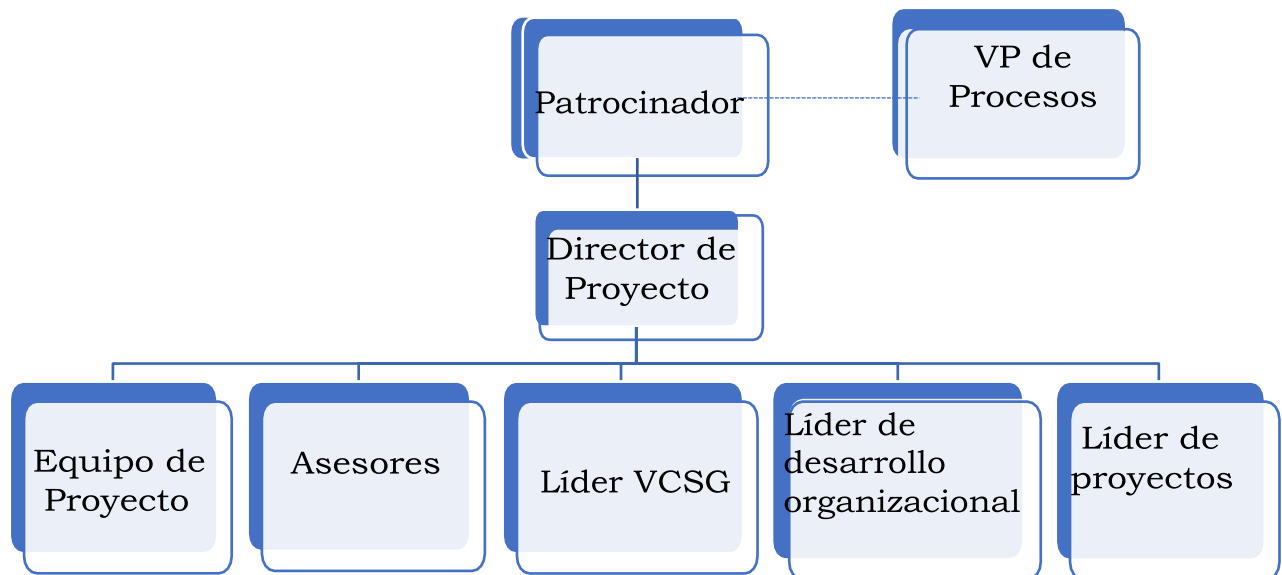 Patrocinador
VP de
Procesos
Director de
Proyecto
Equipo de
Proyecto
Asesores
Líder VCSG
Líder de
desarrollo
organizacional
Líder de
proyectos